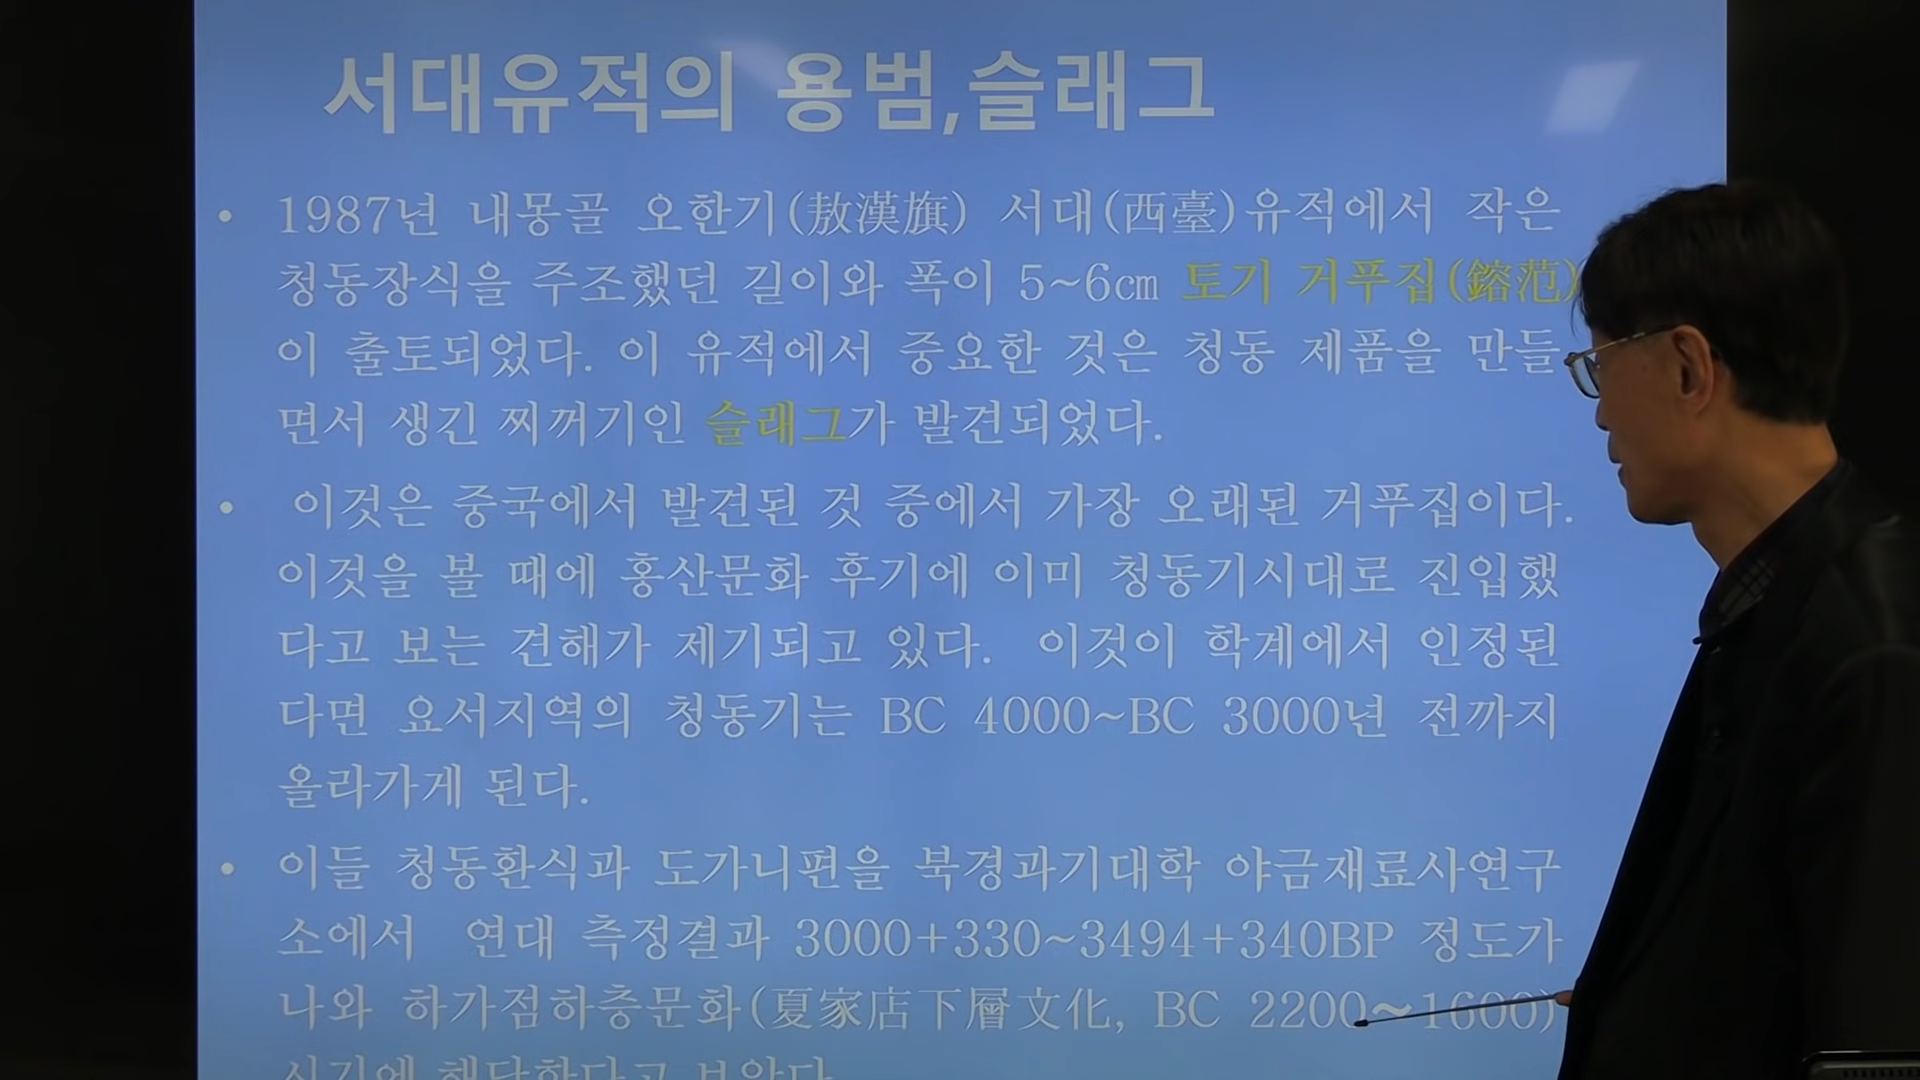 서대유적의 용범,슬래그
• 1987년 내몽골 오한기(敖漢旗) 서대(西臺)유적에서 작은
청동장식을 주조했던 길이와 폭이 5~6㎝ 토기 거푸집(鎔范)
이 출토되었다. 이 유적에서 중요한 것은 청동 제품을 만들
면서 생긴 찌꺼기인 슬래그가 발견되었다.
• 이것은 중국에서 발견된 것 중에서 가장 오래된 거푸집이다.
이것을 볼 때에 홍산문화 후기에 이미 청동기시대로 진입했
다고 보는 견해가 제기되고 있다. 이것이 학계에서 인정된
다면 요서지역의 청동기는 BC 4000~BC 3000년 전까지
올라가게 된다.
• 이들 청동환식과 도가니편을 북경과기대학 야금재료사연구
소에서 연대 측정결과 3000+330~3494+340BP 정도가
나와 하가점하층문화(夏家店下層文化, BC 2200~1600)
시기에 해당한다고 보았다.